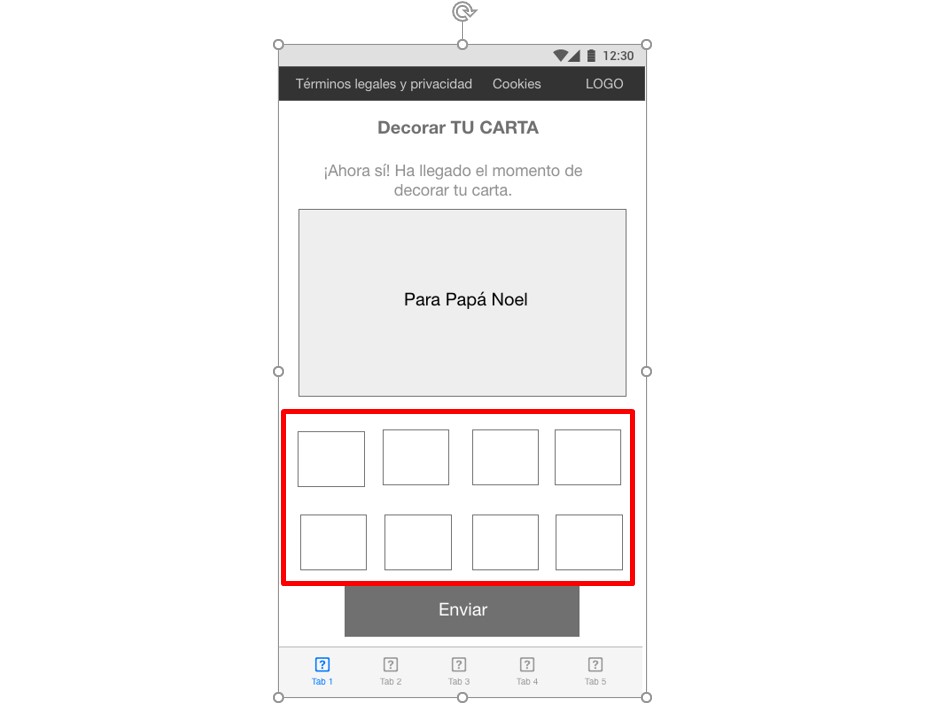 12:30
Términos legales y privacidad Cookies LOGO
Decorar TU CARTA
¡Ahora sí! Ha llegado el momento de
decorar tu carta.
Para Papá Noel
Enviar
? ? ? ? ?
Tab 1 Tab 2 Tab 3 Tab 4 Tab 5